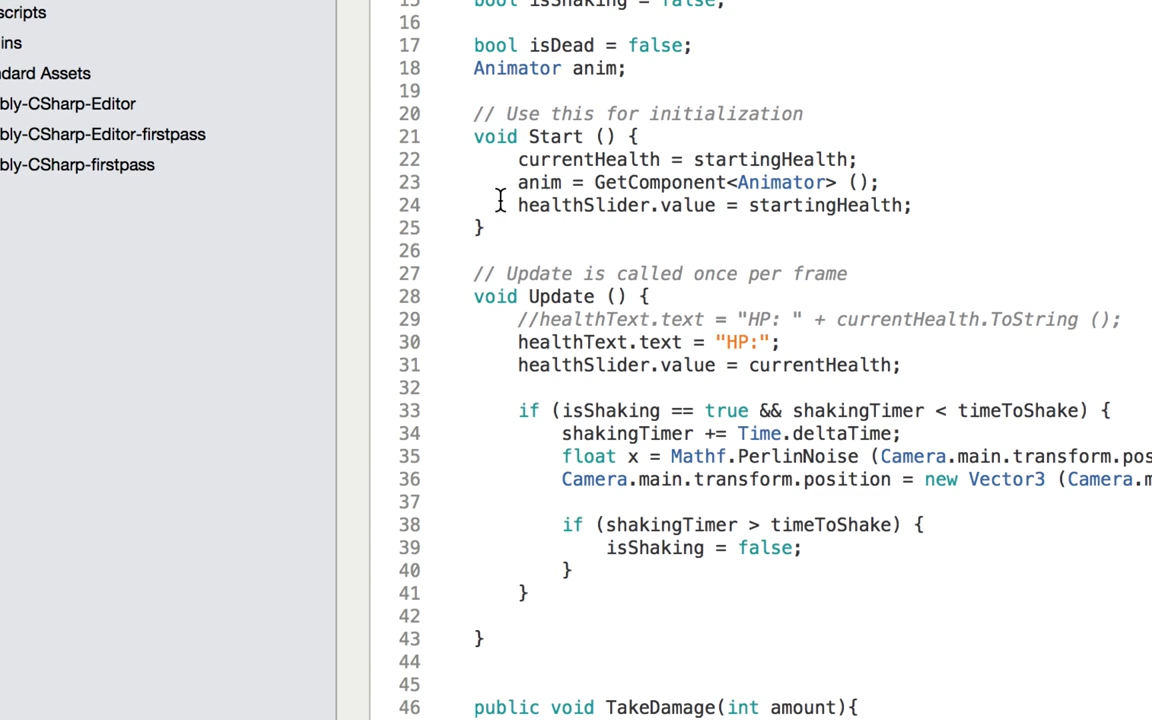 scripts
ins
dard Assets
bly-CSharp-Editor
bly-CSharp-Editor-firstpass
bly-CSharp-firstpass
15 bool isShaking = false;
16
17 bool isDead = false;
18 Animator anim;
19
20 // Use this for initialization
21 void Start () {
22 currentHealth = startingHealth;
23 anim = GetComponent<Animator> ();
24 healthSlider.value = startingHealth;
25 }
26
27 // Update is called once per frame
28 void Update () {
29 //healthText.text = "HP: " + currentHealth.ToString ();
30 healthText.text = "HP:";
31 healthSlider.value = currentHealth;
32
33 if (isShaking == true && shakingTimer < timeToShake) {
34 shakingTimer += Time.deltaTime;
35 float x = Mathf.PerlinNoise (Camera.main.transform.pos
36 Camera.main.transform.position = new Vector3 (Camera.m
37
38 if (shakingTimer > timeToShake) {
39 isShaking = false;
40 }
41 }
42
43 }
44
45
46 public void TakeDamage(int amount){